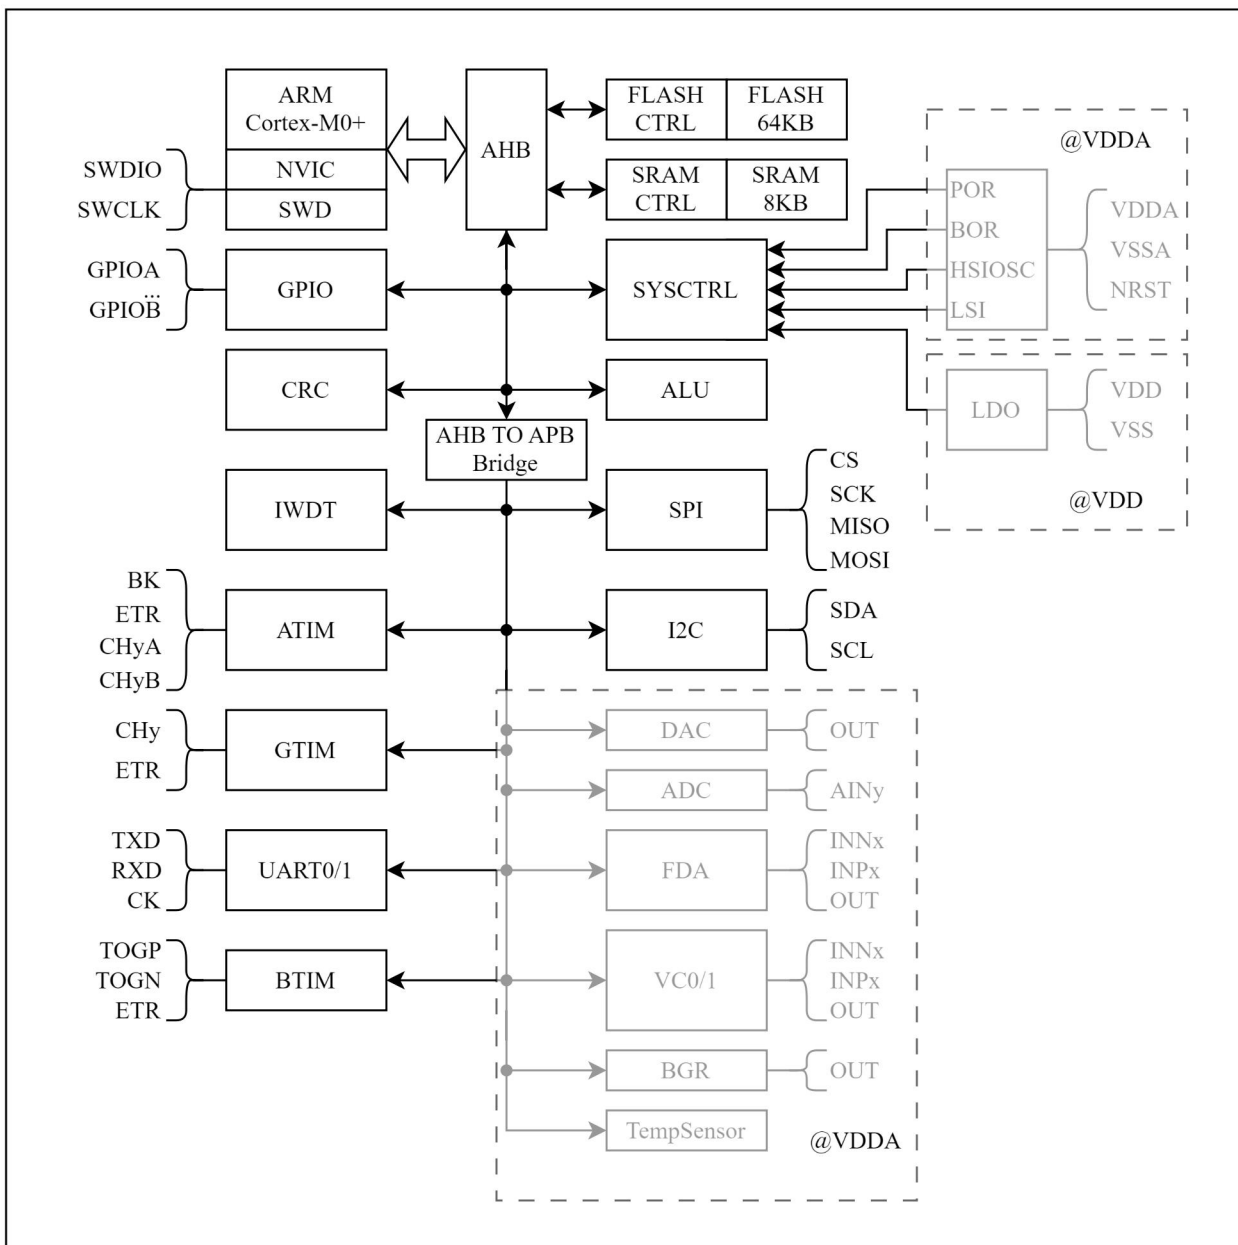 ARM
Cortex-M0+
NVIC
SWD
SWDIO
SWCLK
AHB
FLASH
CTRL
FLASH
64KB
SRAM
CTRL
SRAM
8KB
@VDDA
POR
BOR
HSIOSC
LSI
VDDA
VSSA
NRST
GPIOA
...
GPIOB
GPIO
SYSCTRL
CRC
ALU
LDO
VDD
VSS
@VDD
AHB TO APB
Bridge
IWDT
SPI
CS
SCK
MISO
MOSI
BK
ETR
CHyA
CHyB
ATIM
I2C
SDA
SCL
CHy
ETR
GTIM
DAC
OUT
ADC
AINy
TXD
RXD
CK
UART0/1
FDA
INNx
INPx
OUT
TOGP
TOGN
ETR
BTIM
VC0/1
INNx
INPx
OUT
BGR
OUT
TempSensor
@VDDA